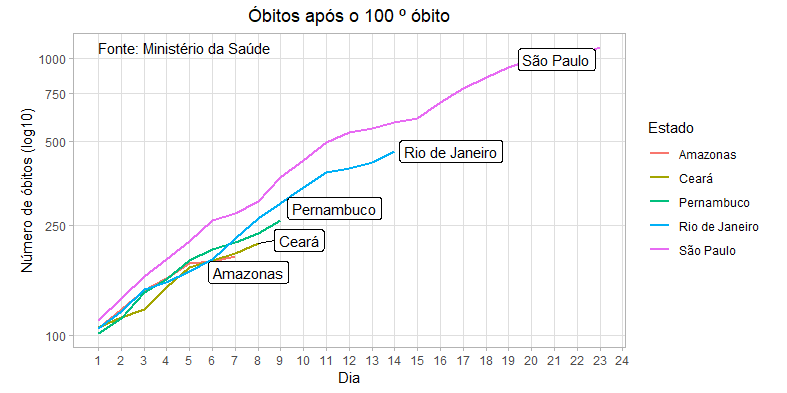 Óbitos após o 100 º óbito
Fonte: Ministério da Saúde
Número de óbitos (log10)
1000
750
500
250
100
São Paulo
Rio de Janeiro
Pernambuco
Ceará
Amazonas
1 2 3 4 5 6 7 8 9 10 11 12 13 14 15 16 17 18 19 20 21 22 23 24
Dia
Estado
Amazonas
Ceará
Pernambuco
Rio de Janeiro
São Paulo